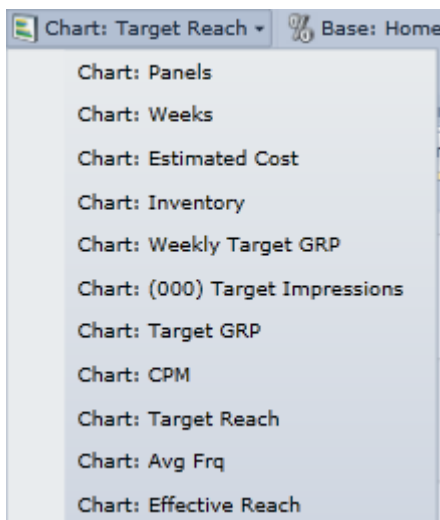 Chart: Target Reach Base: Home
Chart: Panels
Chart: Weeks
Chart: Estimated Cost
Chart: Inventory
Chart: Weekly Target GRP
Chart: (000) Target Impressions
Chart: Target GRP
Chart: CPM
Chart: Target Reach
Chart: Avg Frq
Chart: Effective Reach